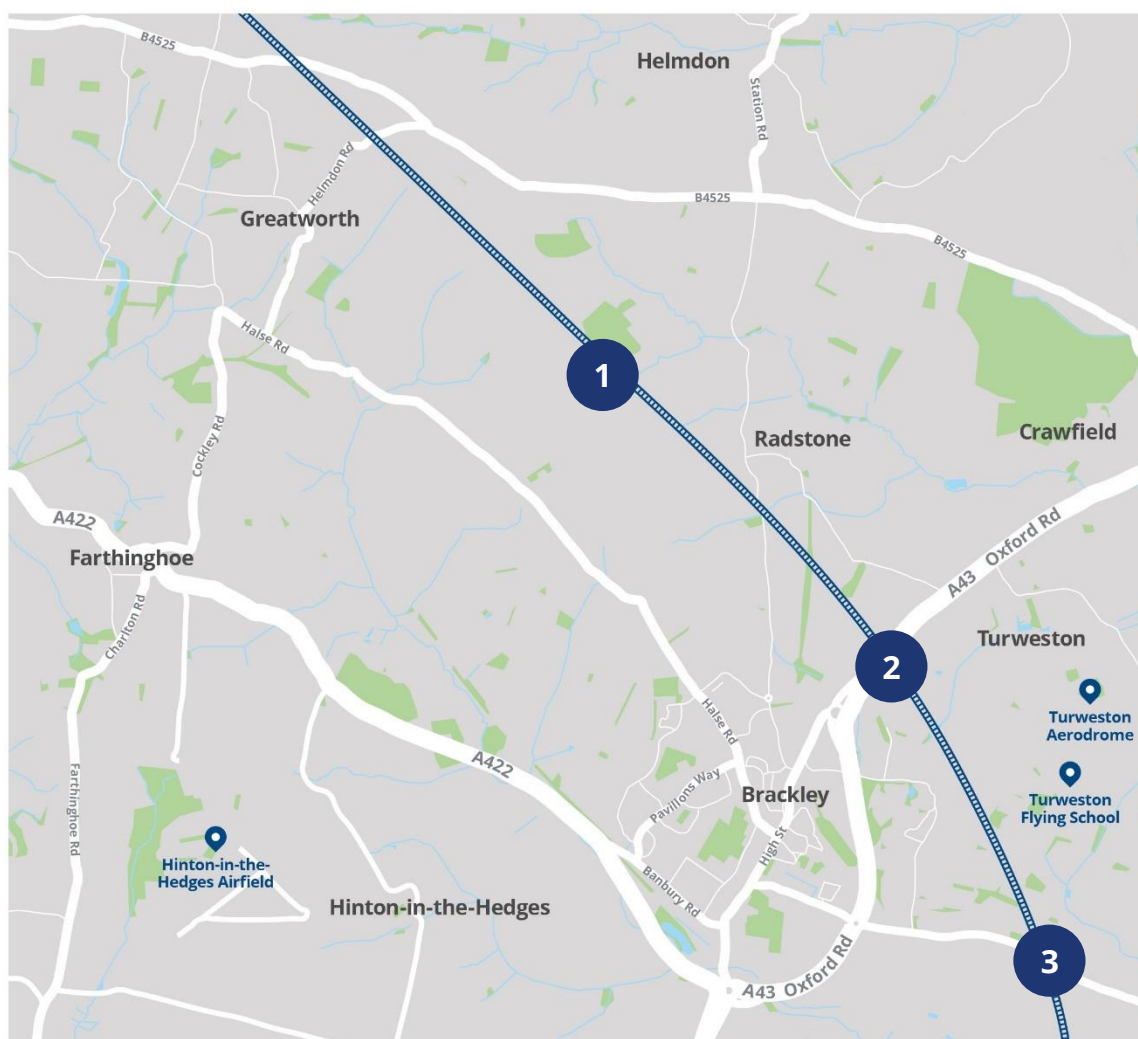 B4525
Helmdon
Station Rd
Helmdon Rd
B4525
Greatworth
B4525
Halse Rd
1
Cockley Rd
Radstone
Crawfield
A422
A43 Oxford Rd
Farthinghoe
Charlton Rd
2
Turweston
Turweston
Aerodrome
Halse Rd
A422
Farthinghoe Rd
Pavillons Way
Brackley
Turweston
Flying School
High St
Hinton-in-the-
Hedges Airfield
Banbury Rd
Hinton-in-the-Hedges
3
A43 Oxford Rd